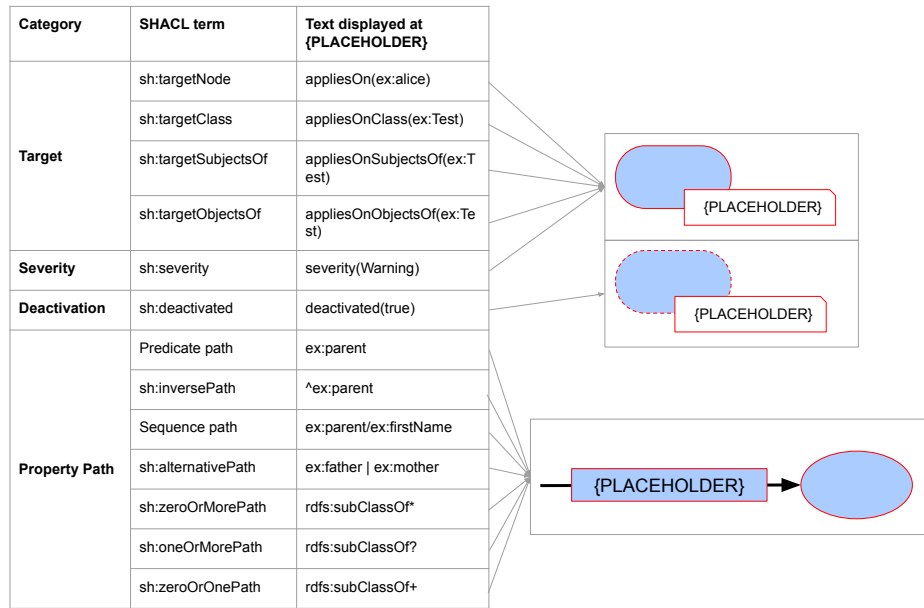 Category SHACL term Text displayed at
{PLACEHOLDER}
Target
sh:targetNode appliesOn(ex:alice)
sh:targetClass appliesOnClass(ex:Test)
sh:targetSubjectsOf appliesOnSubjectsOf(ex:T
est)
sh:targetObjectsOf appliesOnObjectsOf(ex:Te
st)
Severity sh:severity severity(Warning)
Deactivation sh:deactivated deactivated(true)
Property Path
Predicate path ex:parent
sh:inversePath ^ex:parent
Sequence path ex:parent/ex:firstName
sh:alternativePath ex:father | ex:mother
sh:zeroOrMorePath rdfs:subClassOf*
sh:oneOrMorePath rdfs:subClassOf?
sh:zeroOrOnePath rdfs:subClassOf+
{PLACEHOLDER}
{PLACEHOLDER}
{PLACEHOLDER}